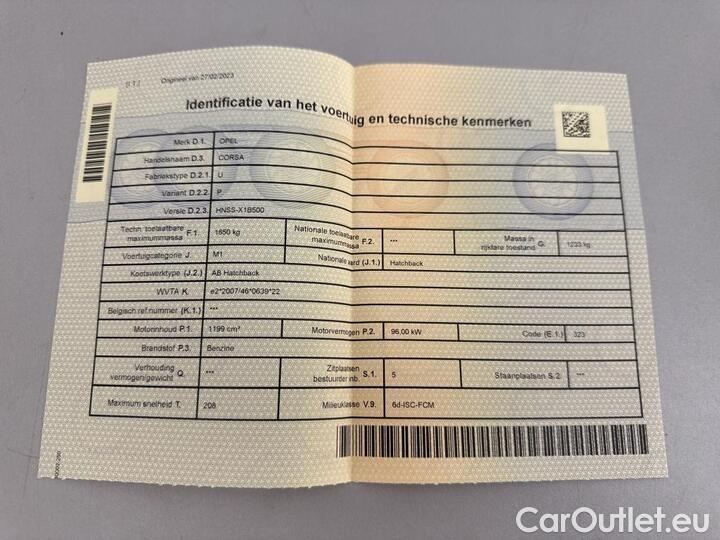 [S T ] Origineel van 27/02/2023
Identificatie van het voertuig en technische kenmerken
Merk D.1. OPEL
Handelsnaam D.3. CORSA
Fabriekstype D.2.1. U
Variant D.2.2. P
Versie D.2.3. HNSS-X1B500
Techn. toelaatbare maximummassa F.1. 1650 kg Nationale toelaatbare maximummassa F.2. *** Massa in rijklare toestand G. 1233 kg
Voertuigcategorie J. M1 Nationale aard (J.1.) Hatchback
Koetswerktype (J.2.) AB Hatchback
WVTA K. e2*2007/46*0639*22
Belgisch ref.nummer (K.1.) ***
Motorinhoud P.1. 1199 cm³ Motorvermogen P.2. 96,00 kW Code (E.1.) 323
Brandstof P.3. Benzine
Verhouding vermogen/gewicht Q. *** Zitplaatsen bestuurder inb. S.1. 5 Staanplaatsen S.2. ***
Maximum snelheid T. 208 Milieuklasse V.9. 6d-ISC-FCM
CarOutlet.eu